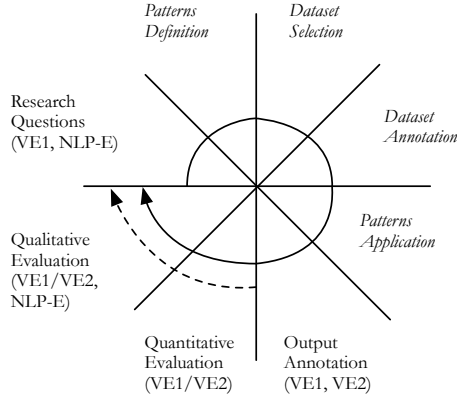 Patterns
Definition
Dataset
Selection
Research
Questions
(VE1, NLP-E)
Dataset
Annotation
Patterns
Application
Qualitative
Evaluation
(VE1/VE2,
NLP-E)
Quantitative
Evaluation
(VE1/VE2)
Output
Annotation
(VE1, VE2)